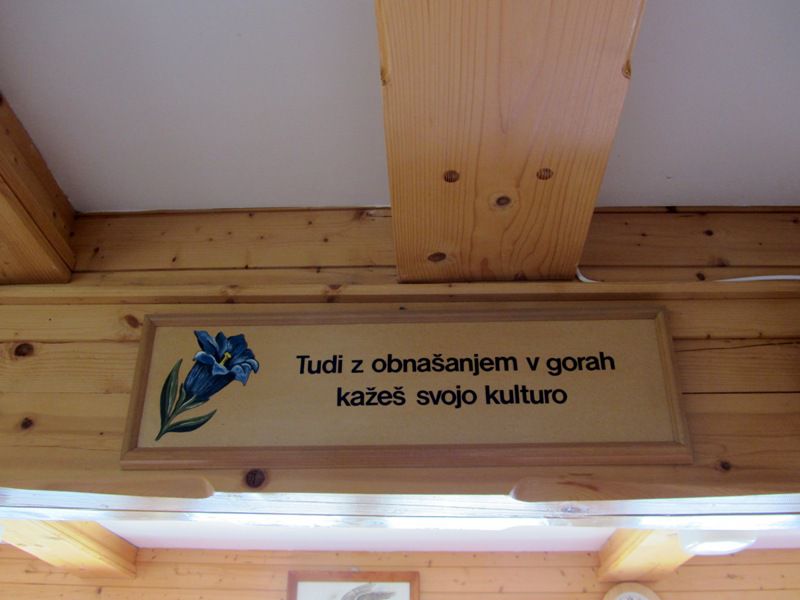 Tudi z obnašanjem v gorah
kažeš svojo kulturo